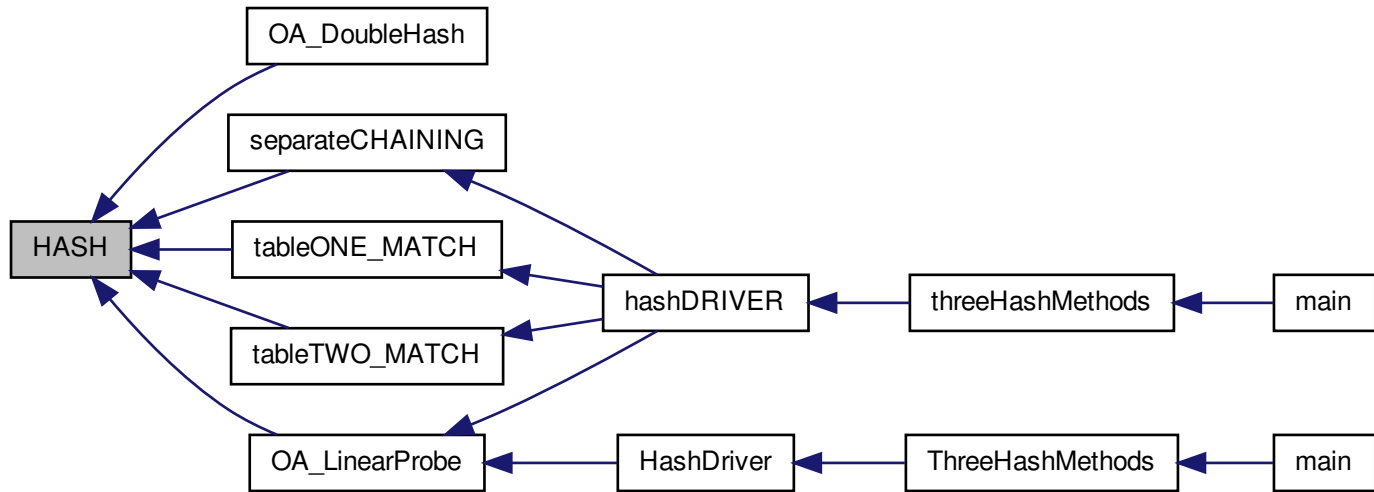 OA_DoubleHash
separateCHAINING
HASH
tableONE_MATCH
hashDRIVER
threeHashMethods
main
tableTWO_MATCH
OA_LinearProbe
HashDriver
ThreeHashMethods
main